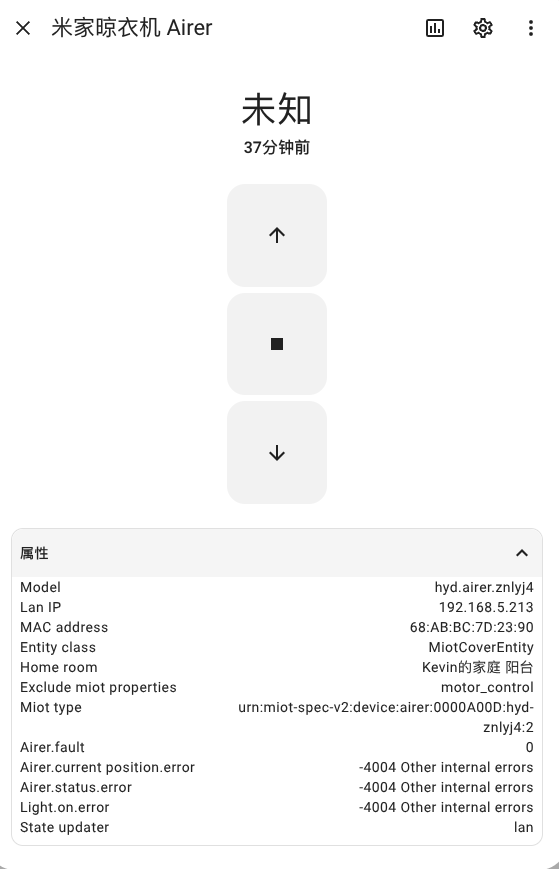 米家晾衣机 Airer
未知
37分钟前
属性
Model hyd.airer.znlyj4
Lan IP 192.168.5.213
MAC address 68:AB:BC:7D:23:90
Entity class MiotCoverEntity
Home room Kevin的家庭 阳台
Exclude miot properties motor_control
Miot type urn:miot-spec-v2:device:airer:0000A00D:hyd-
znlyj4:2
Airer.fault 0
Airer.current position.error -4004 Other internal errors
Airer.status.error -4004 Other internal errors
Light.on.error -4004 Other internal errors
State updater lan